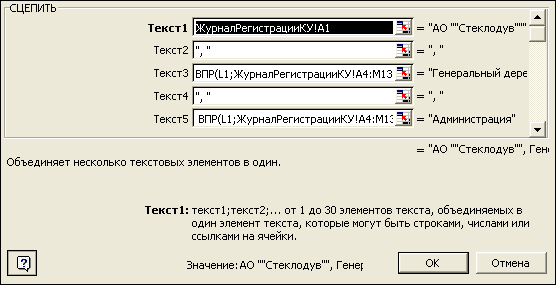 СЦЕПИТЬ
Текст1 ЖурналРегистрацииКУ!A1 = "АО ""Стеклодув"""
Текст2 ", " = ", "
Текст3 ВПР(L1;ЖурналРегистрацииКУ!A4:M13 = "Генеральный дере
Текст4 ", " = ", "
Текст5 ВПР(L1;ЖурналРегистрацииКУ!A4:M13 = "Администрация"
= "АО ""Стеклодув"", Гене
Объединяет несколько текстовых элементов в один.
Текст1: текст1;текст2;... от 1 до 30 элементов текста, объединяемых в
один элемент текста, которые могут быть строками, числами или
ссылками на ячейки.
Значение:АО ""Стеклодув"", Генер
OK
Отмена